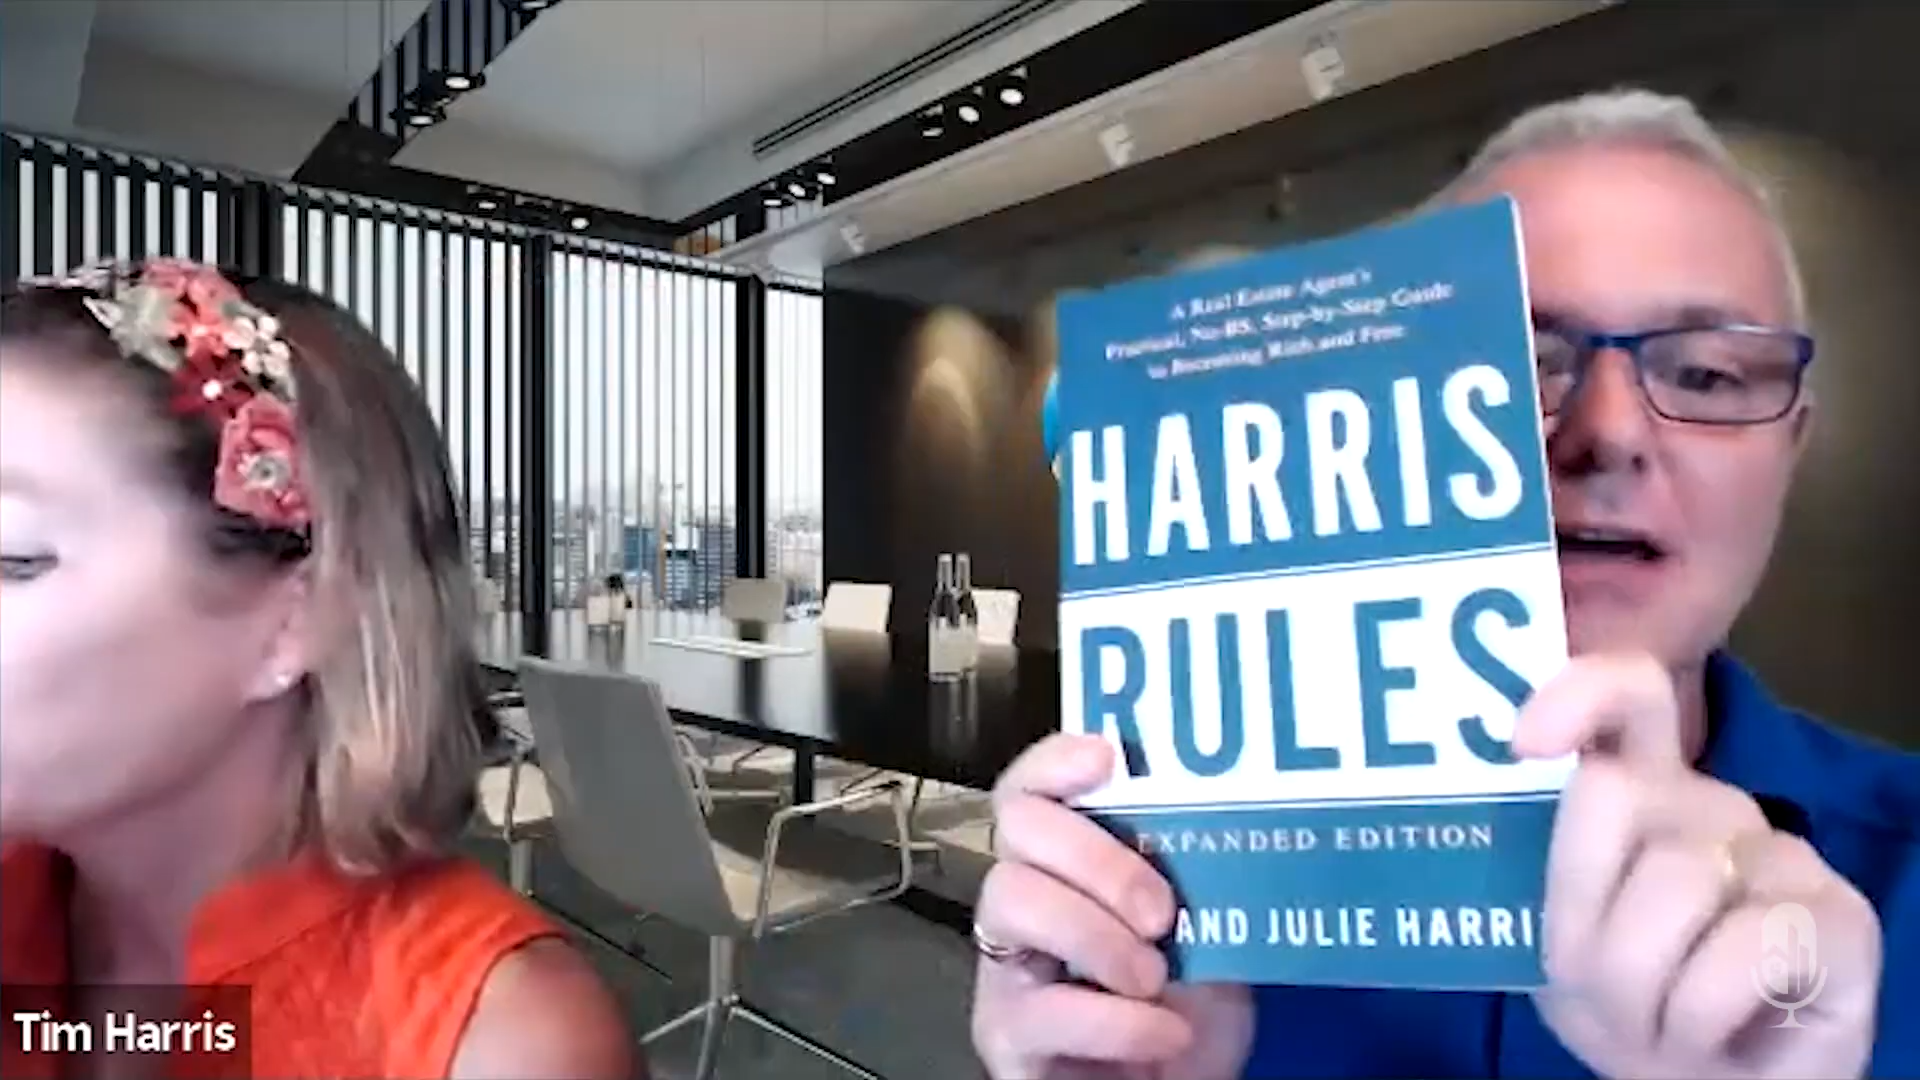 A Real Estate Agent's
Practical, No-BS, Step-by-Step Guide
to Becoming Rich and Free
HARRIS
RULES
EXPANDED EDITION
AND JULIE HARRI
Tim Harris